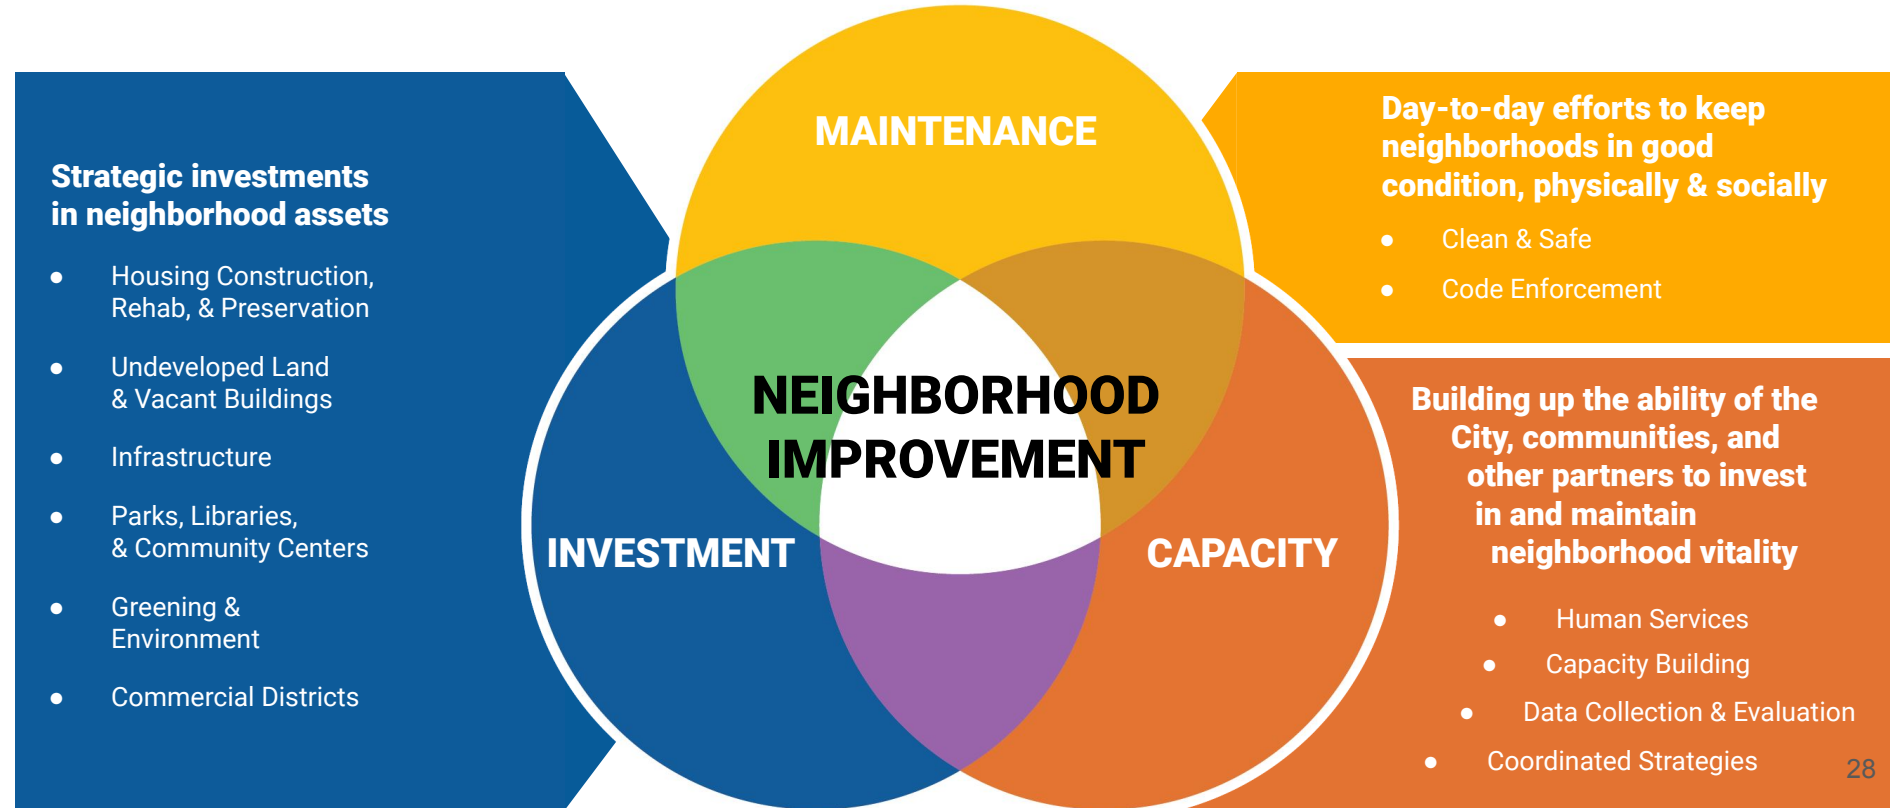 Strategic investments
in neighborhood assets
● Housing Construction,
Rehab, & Preservation
● Undeveloped Land
& Vacant Buildings
● Infrastructure
● Parks, Libraries,
& Community Centers
● Greening &
Environment
● Commercial Districts
MAINTENANCE
NEIGHBORHOOD
IMPROVEMENT
INVESTMENT
CAPACITY
Day-to-day efforts to keep
neighborhoods in good
condition, physically & socially
● Clean & Safe
● Code Enforcement
Building up the ability of the
City, communities, and
other partners to invest
in and maintain
neighborhood vitality
● Human Services
● Capacity Building
● Data Collection & Evaluation
● Coordinated Strategies
28